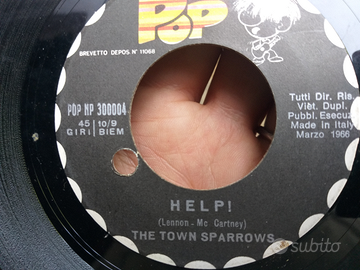 POP
BREVETTO DEPOS. N° 11068
POP NP 300004
45 | 10/9
GIRI | BIEM
Tutti Dir. Ris.
Viet. Dupl.
Pubbl. Esecuz.
Made in Italy
Marzo 1966
HELP!
(Lennon - Mc Cartney)
THE TOWN SPARROWS
subito